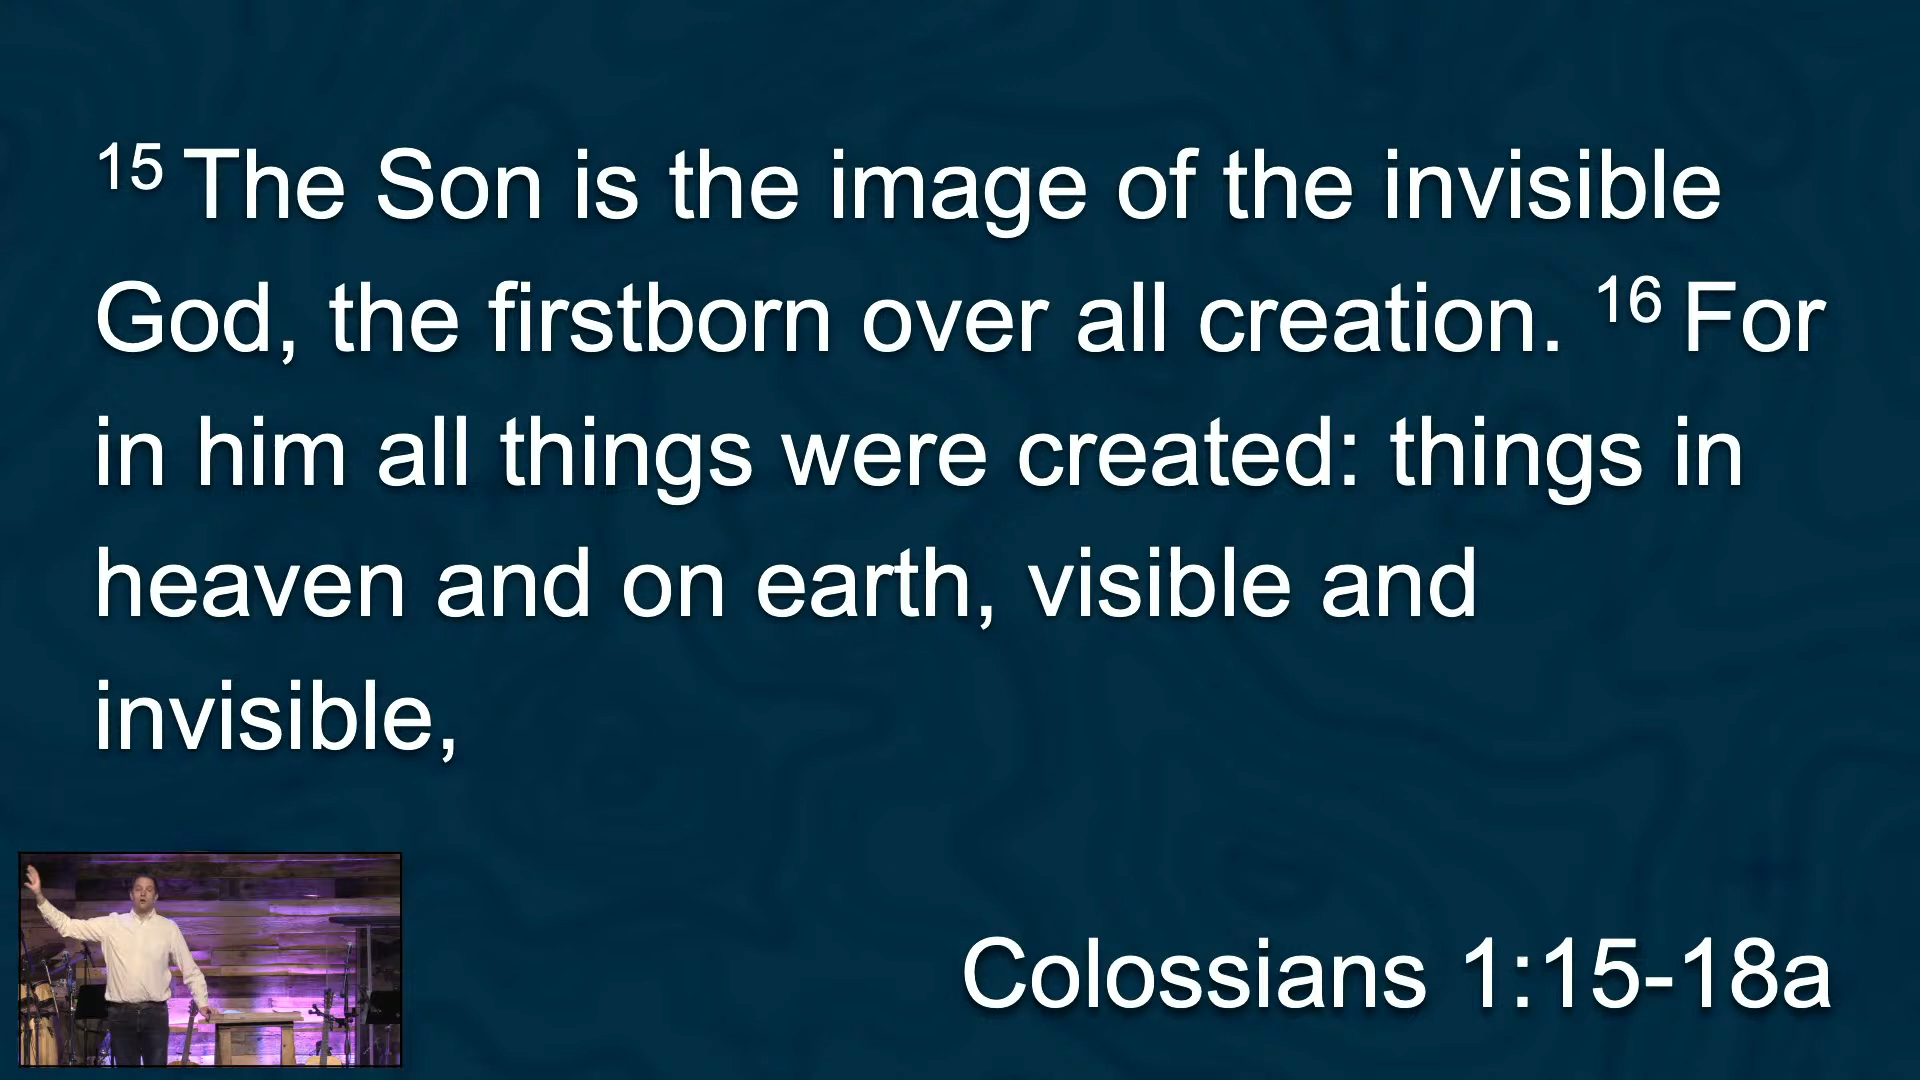 15 The Son is the image of the invisible
God, the firstborn over all creation. 16 For
in him all things were created: things in
heaven and on earth, visible and
invisible,
Colossians 1:15-18a